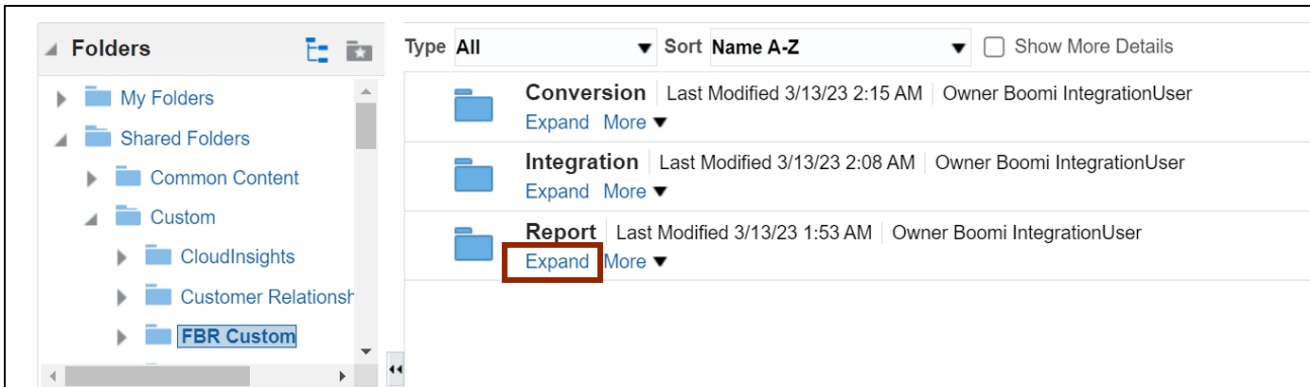 Folders
My Folders
Shared Folders
Common Content
Custom
CloudInsights
Customer Relationsh
FBR Custom
Type All Sort Name A-Z Show More Details
Conversion Last Modified 3/13/23 2:15 AM Owner Boomi IntegrationUser
Expand More
Integration Last Modified 3/13/23 2:08 AM Owner Boomi IntegrationUser
Expand More
Report Last Modified 3/13/23 1:53 AM Owner Boomi IntegrationUser
Expand More